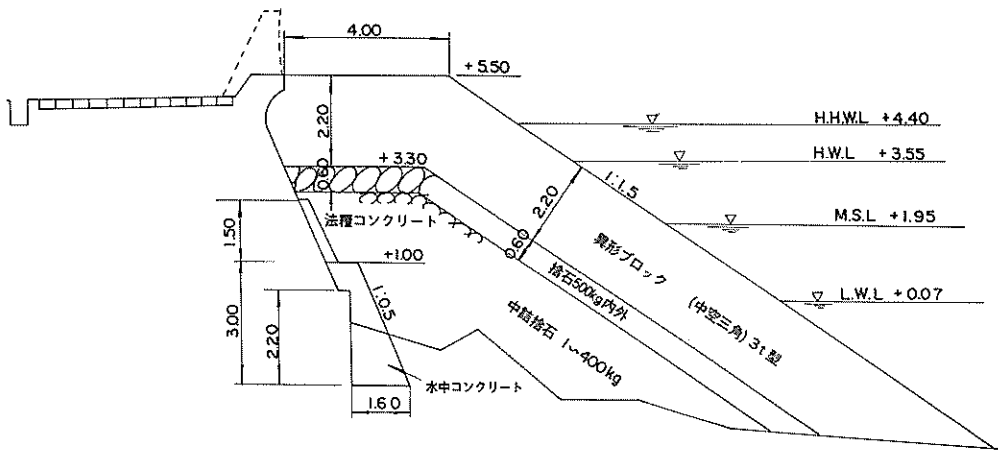 4.00
+5.50
2.20
H.H.W.L +4.40
H.W.L +3.55
+3.30
0.60
1:1.5
2.20
法覆コンクリート
M.S.L +1.95
1.50
+1.00
0.60
異形ブロック (中空三角) 3t型
捨石500kg内外
L.W.L +0.07
1:0.5
中詰捨石 1~400kg
3.00
2.20
水中コンクリート
1.60